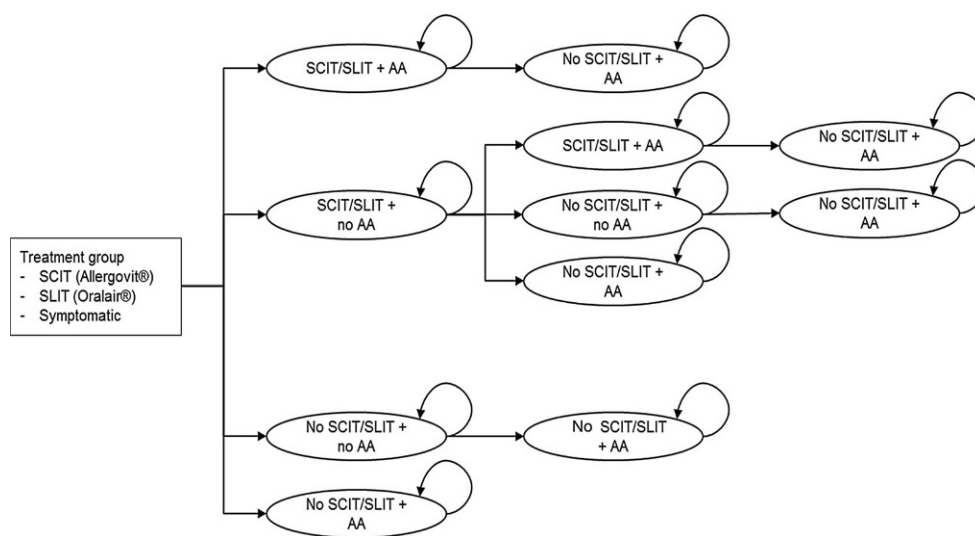 SCIT/SLIT + AA
No SCIT/SLIT +
AA
SCIT/SLIT + AA
No SCIT/SLIT +
AA
SCIT/SLIT +
no AA
No SCIT/SLIT +
no AA
No SCIT/SLIT +
AA
No SCIT/SLIT +
AA
Treatment group
- SCIT (Allergovit®)
- SLIT (Oralair®)
- Symptomatic
No SCIT/SLIT +
no AA
No SCIT/SLIT
+ AA
No SCIT/SLIT +
AA